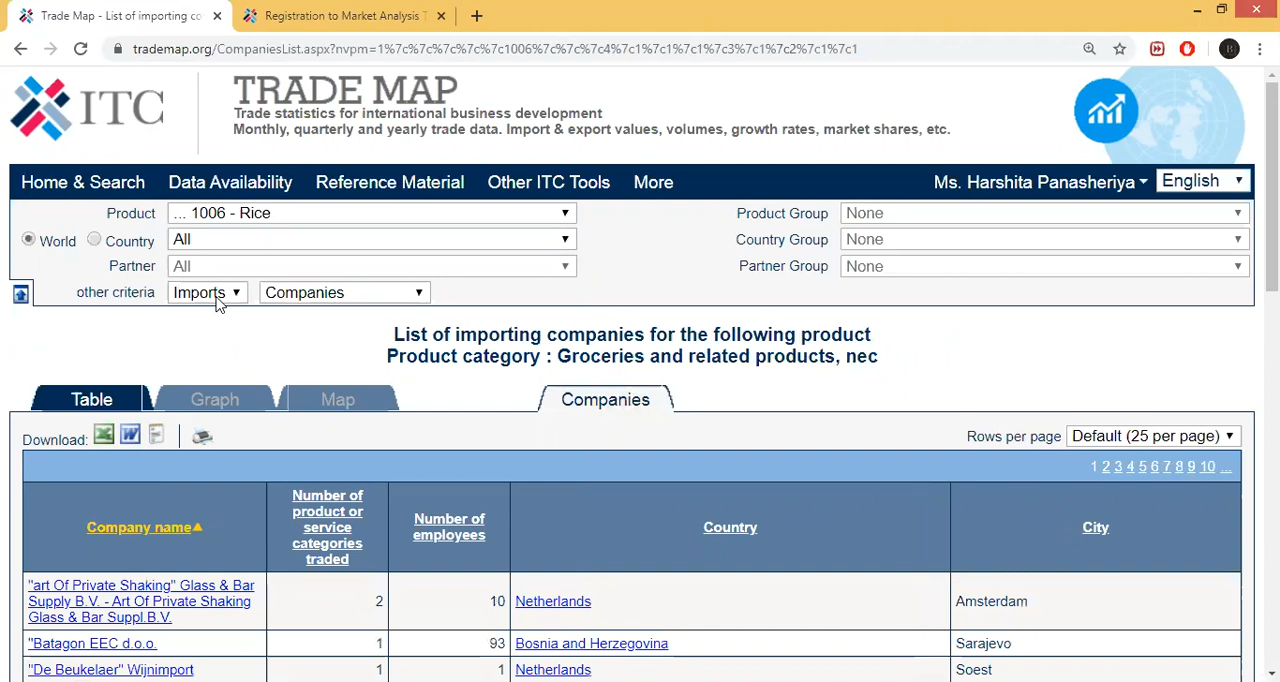 Trade Map - List of importing co
Registration to Market Analysis T
trademap.org/CompaniesList.aspx?nvpm=1%7c%7c%7c%7c%7c1006%7c%7c%7c4%7c1%7c1%7c1%7c3%7c1%7c2%7c1%7c1
ITC
TRADE MAP
Trade statistics for international business development
Monthly, quarterly and yearly trade data. Import & export values, volumes, growth rates, market shares, etc.
Home & Search Data Availability Reference Material Other ITC Tools More Ms. Harshita Panasheriya English
Product ... 1006 - Rice Product Group None
World Country All Country Group None
Partner All Partner Group None
other criteria Imports Companies
List of importing companies for the following product
Product category : Groceries and related products, nec
Table Graph Map Companies
Download: Rows per page Default (25 per page)
1 2 3 4 5 6 7 8 9 10 ...
Company name Number of product or service categories traded Number of employees Country City
"art Of Private Shaking" Glass & Bar
Supply B.V. - Art Of Private Shaking
Glass & Bar Suppl.B.V. 2 10 Netherlands Amsterdam
"Batagon EEC d.o.o. 1 93 Bosnia and Herzegovina Sarajevo
"De Beukelaer" Wijnimport 1 1 Netherlands Soest